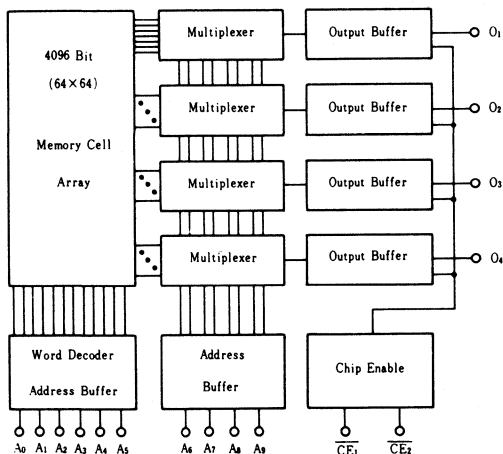 4096 Bit
(64×64)
Memory Cell
Array
Multiplexer
Output Buffer
O₁
Multiplexer
Output Buffer
O₂
Multiplexer
Output Buffer
O₃
Multiplexer
Output Buffer
O₄
Word Decoder
Address Buffer
Address
Buffer
Chip Enable
A₀ A₁ A₂ A₃ A₄ A₅
A₆ A₇ A₈ A₉
C̅E̅₁ C̅E̅₂